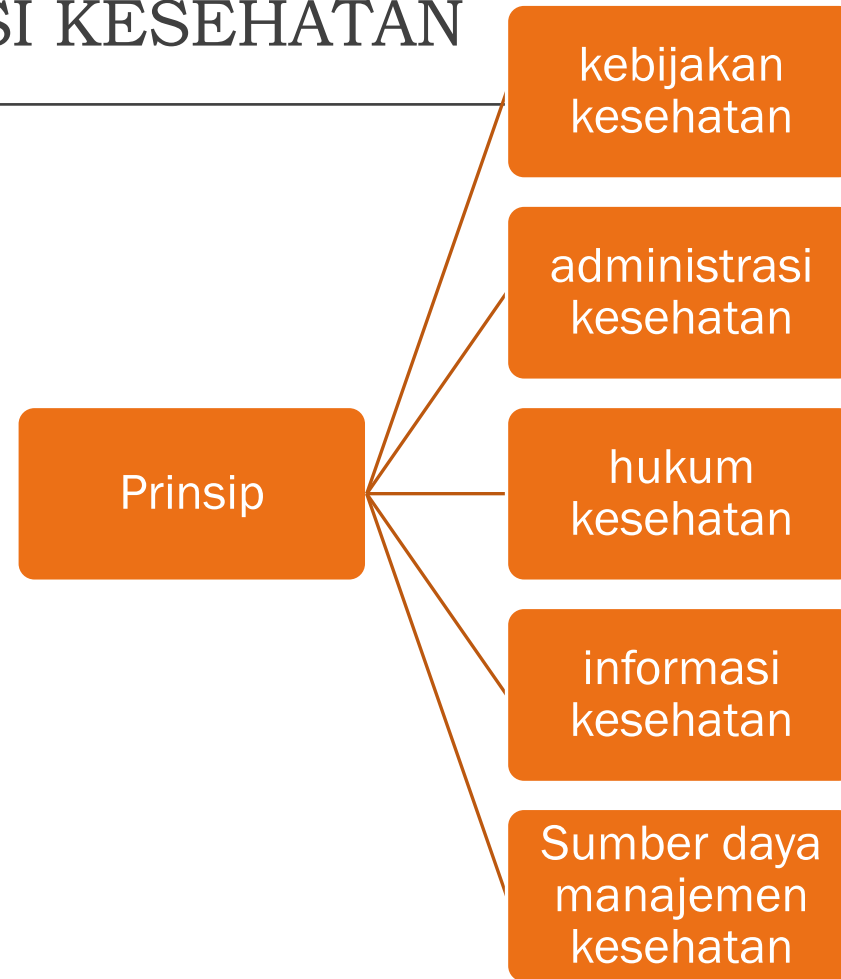 SI KESEHATAN
kebijakan
kesehatan
administrasi
kesehatan
Prinsip
hukum
kesehatan
informasi
kesehatan
Sumber daya
manajemen
kesehatan